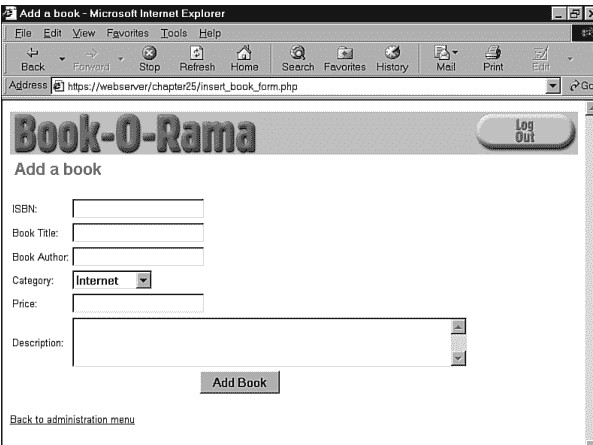 Add a book - Microsoft Internet Explorer
File Edit View Favorites Tools Help
Back Forward Stop Refresh Home Search Favorites History Mail Print Edit
Address https://webserver/chapter25/insert_book_form.php Go
Book-O-Rama
Log
Out
Add a book
ISBN:
Book Title:
Book Author:
Category: Internet
Price:
Description:
Add Book
Back to administration menu